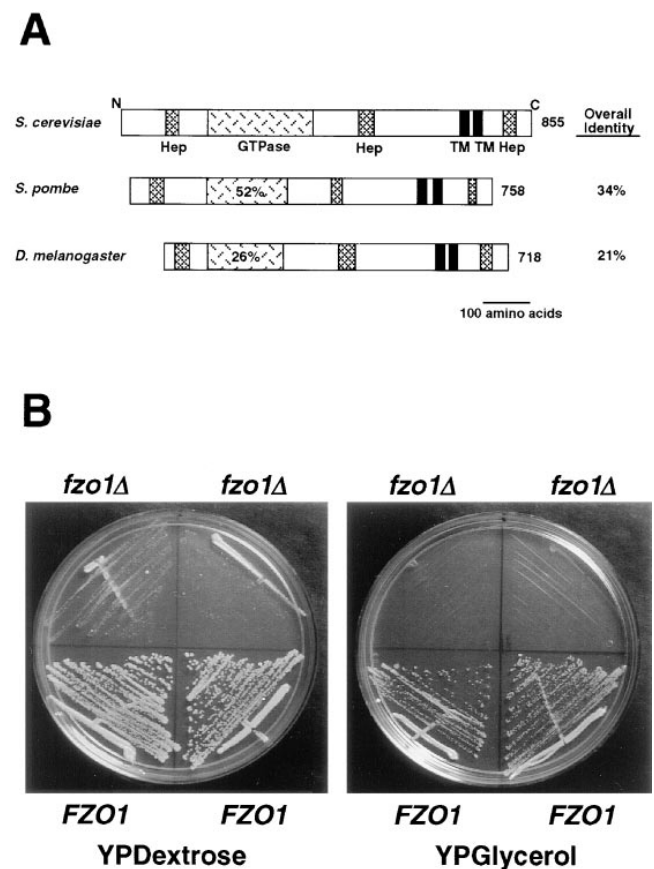 A
N C
S. cerevisiae 855 Overall
Identity
Hep GTPase Hep TM TM Hep
S. pombe 52% 758 34%
D. melanogaster 26% 718 21%
100 amino acids
B
fzo1Δ fzo1Δ fzo1Δ fzo1Δ
FZO1 FZO1 FZO1 FZO1
YPDextrose YPGlycerol